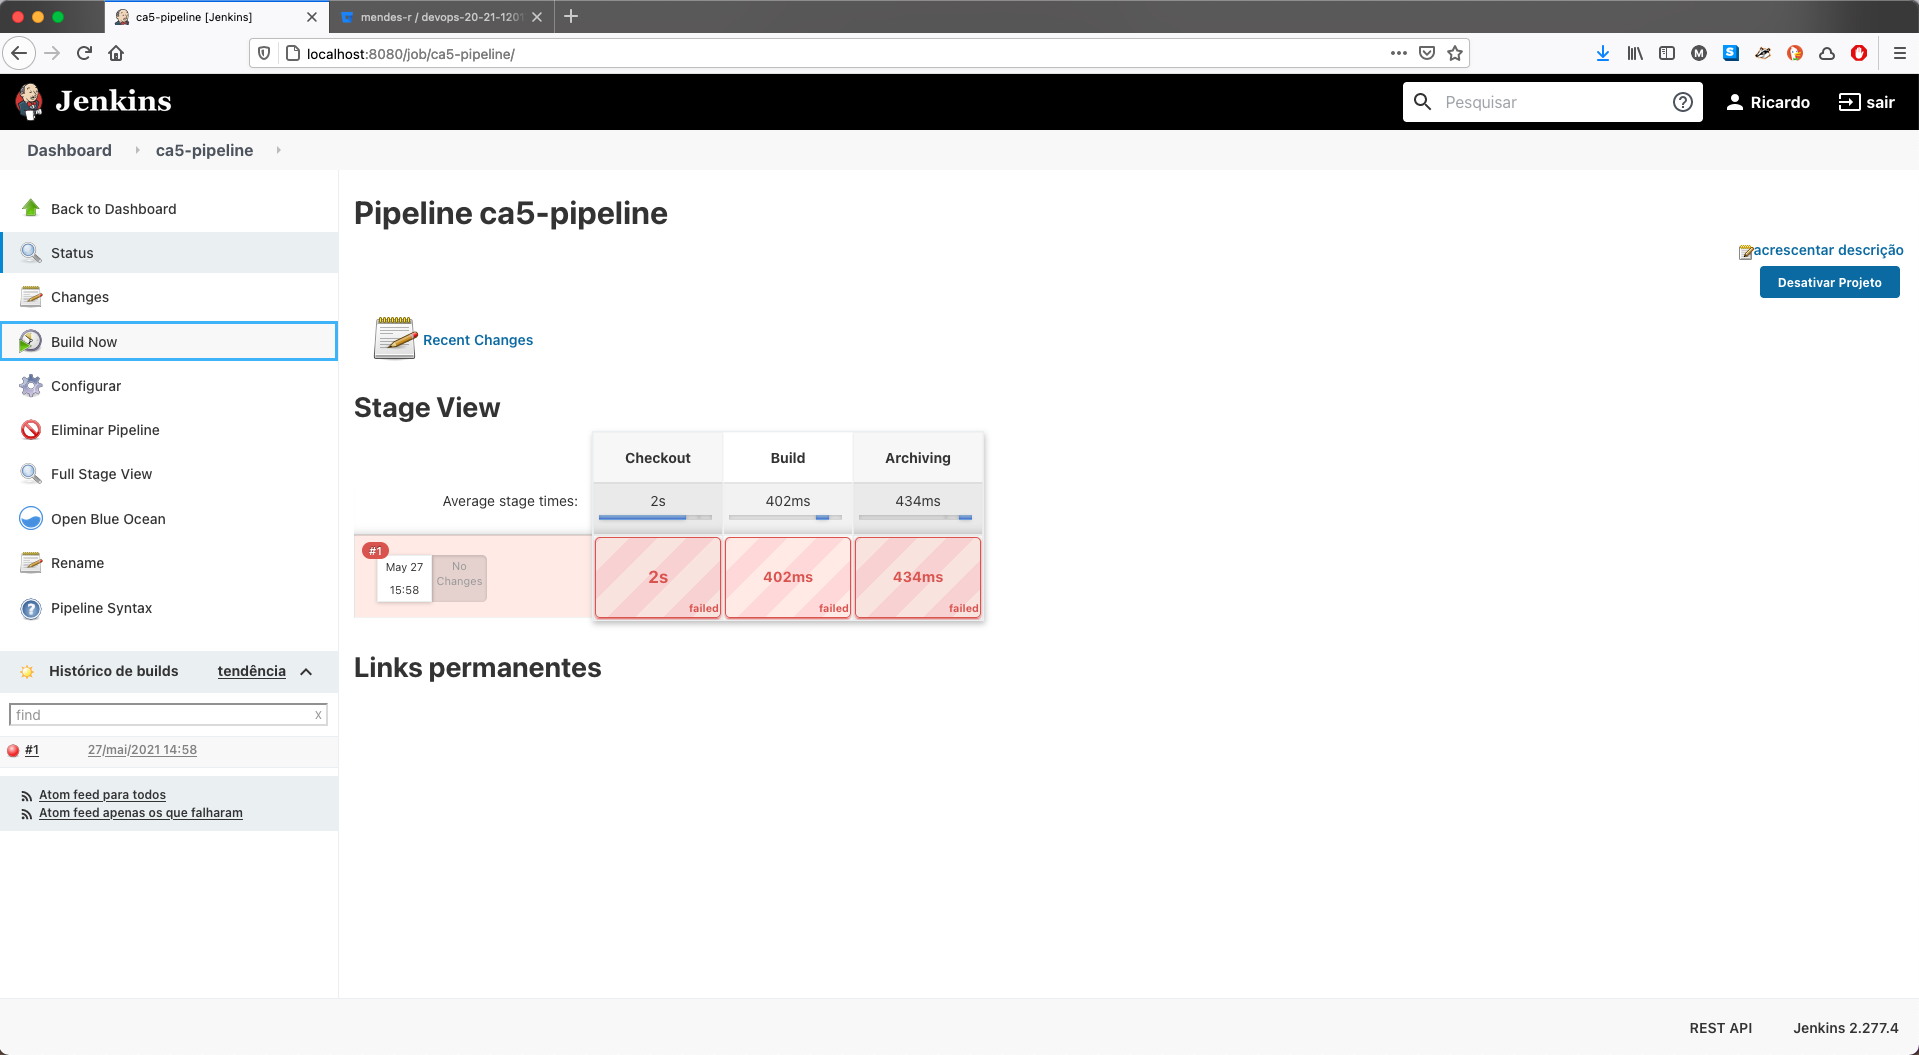 ca5-pipeline [Jenkins]
mendes-r / devops-20-21-1201
localhost:8080/job/ca5-pipeline/
Jenkins
Pesquisar
Ricardo
sair
Dashboard
ca5-pipeline
Back to Dashboard
Status
Changes
Build Now
Configurar
Eliminar Pipeline
Full Stage View
Open Blue Ocean
Rename
Pipeline Syntax
Histórico de builds tendência
find x
#1 27/mai/2021 14:58
Atom feed para todos
Atom feed apenas os que falharam
Pipeline ca5-pipeline
acrescentar descrição
Desativar Projeto
Recent Changes
Stage View
Checkout Build Archiving
Average stage times: 2s 402ms 434ms
#1
May 27
15:58
No
Changes
2s
failed
402ms
failed
434ms
failed
Links permanentes
REST API
Jenkins 2.277.4